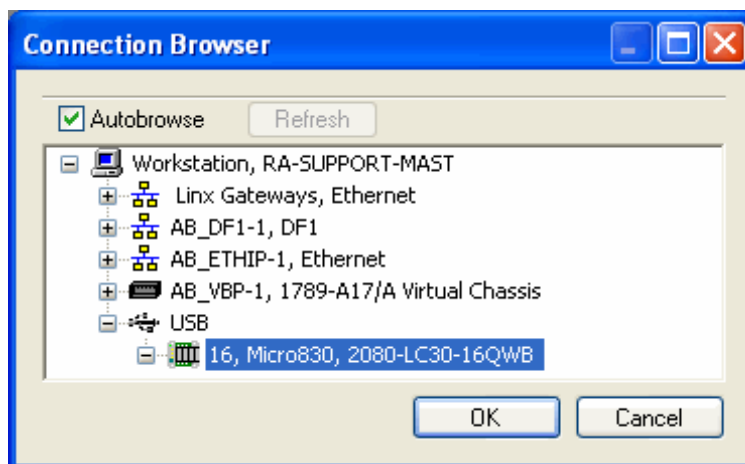 Connection Browser
Autobrowse Refresh
Workstation, RA-SUPPORT-MAST
Linx Gateways, Ethernet
AB_DF1-1, DF1
AB_ETHIP-1, Ethernet
AB_VBP-1, 1789-A17/A Virtual Chassis
USB
16, Micro830, 2080-LC30-16QWB
OK Cancel